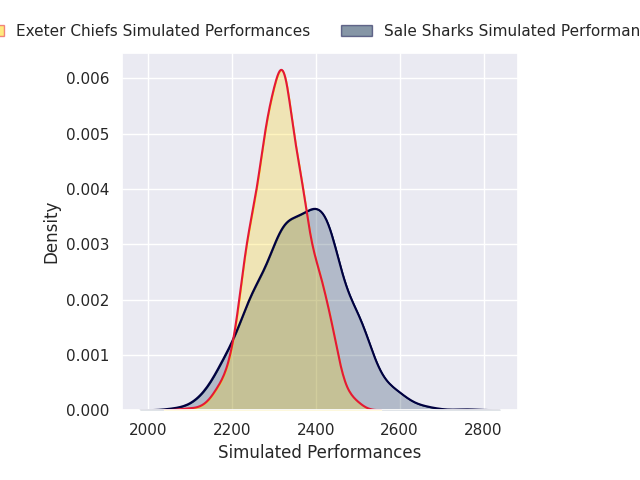 Exeter Chiefs Simulated Performances Sale Sharks Simulated
0.006
0.005
0.004
0.003
0.002
0.001
0.000
Density
2000 2200 2400 2600 2800
Simulated Performances